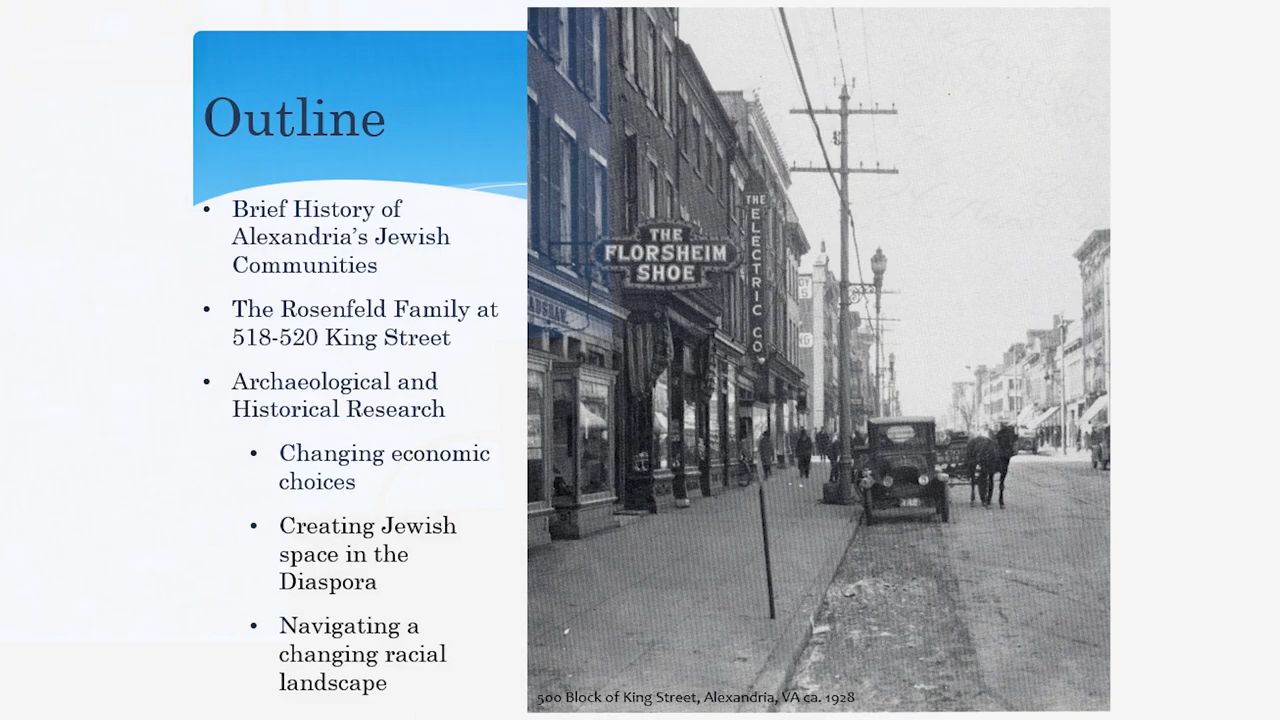 Outline
• Brief History of
Alexandria’s Jewish
Communities
• The Rosenfeld Family at
518-520 King Street
• Archaeological and
Historical Research
• Changing economic
choices
• Creating Jewish
space in the
Diaspora
• Navigating a
changing racial
landscape
THE
FLORSHEIM
SHOE
THE
ELECTRIC
CO.
500 Block of King Street, Alexandria, VA ca. 1928